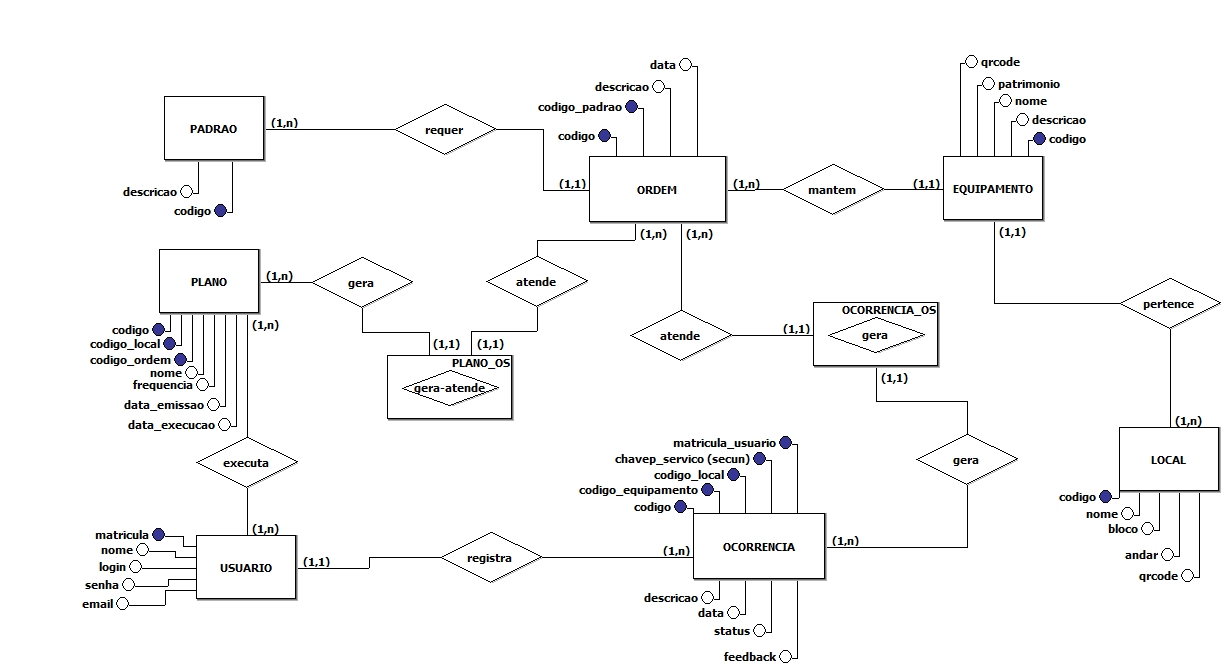 qrcode
data
patrimonio
descricao
nome
codigo_padrao
descricao
PADRAO
(1,n)
requer
codigo
codigo
(1,1)
ORDEM
(1,n)
mantem
(1,1)
EQUIPAMENTO
descricao
codigo
(1,n)
(1,n)
(1,1)
PLANO
(1,n)
gera
atende
pertence
OCORRENCIA_OS
codigo
(1,n)
atende
(1,1)
gera
codigo_local
(1,1)
(1,1)
codigo_ordem
PLANO_OS
nome
(1,1)
frequencia
gera-atende
data_emissao
data_execucao
(1,n)
matricula_usuario
executa
chavep_servico (secun)
gera
LOCAL
codigo_local
codigo_equipamento
codigo
codigo
nome
(1,n)
bloco
matricula
nome
(1,n)
OCORRENCIA
(1,n)
andar
login
USUARIO
(1,1)
registra
qrcode
senha
email
descricao
data
status
feedback